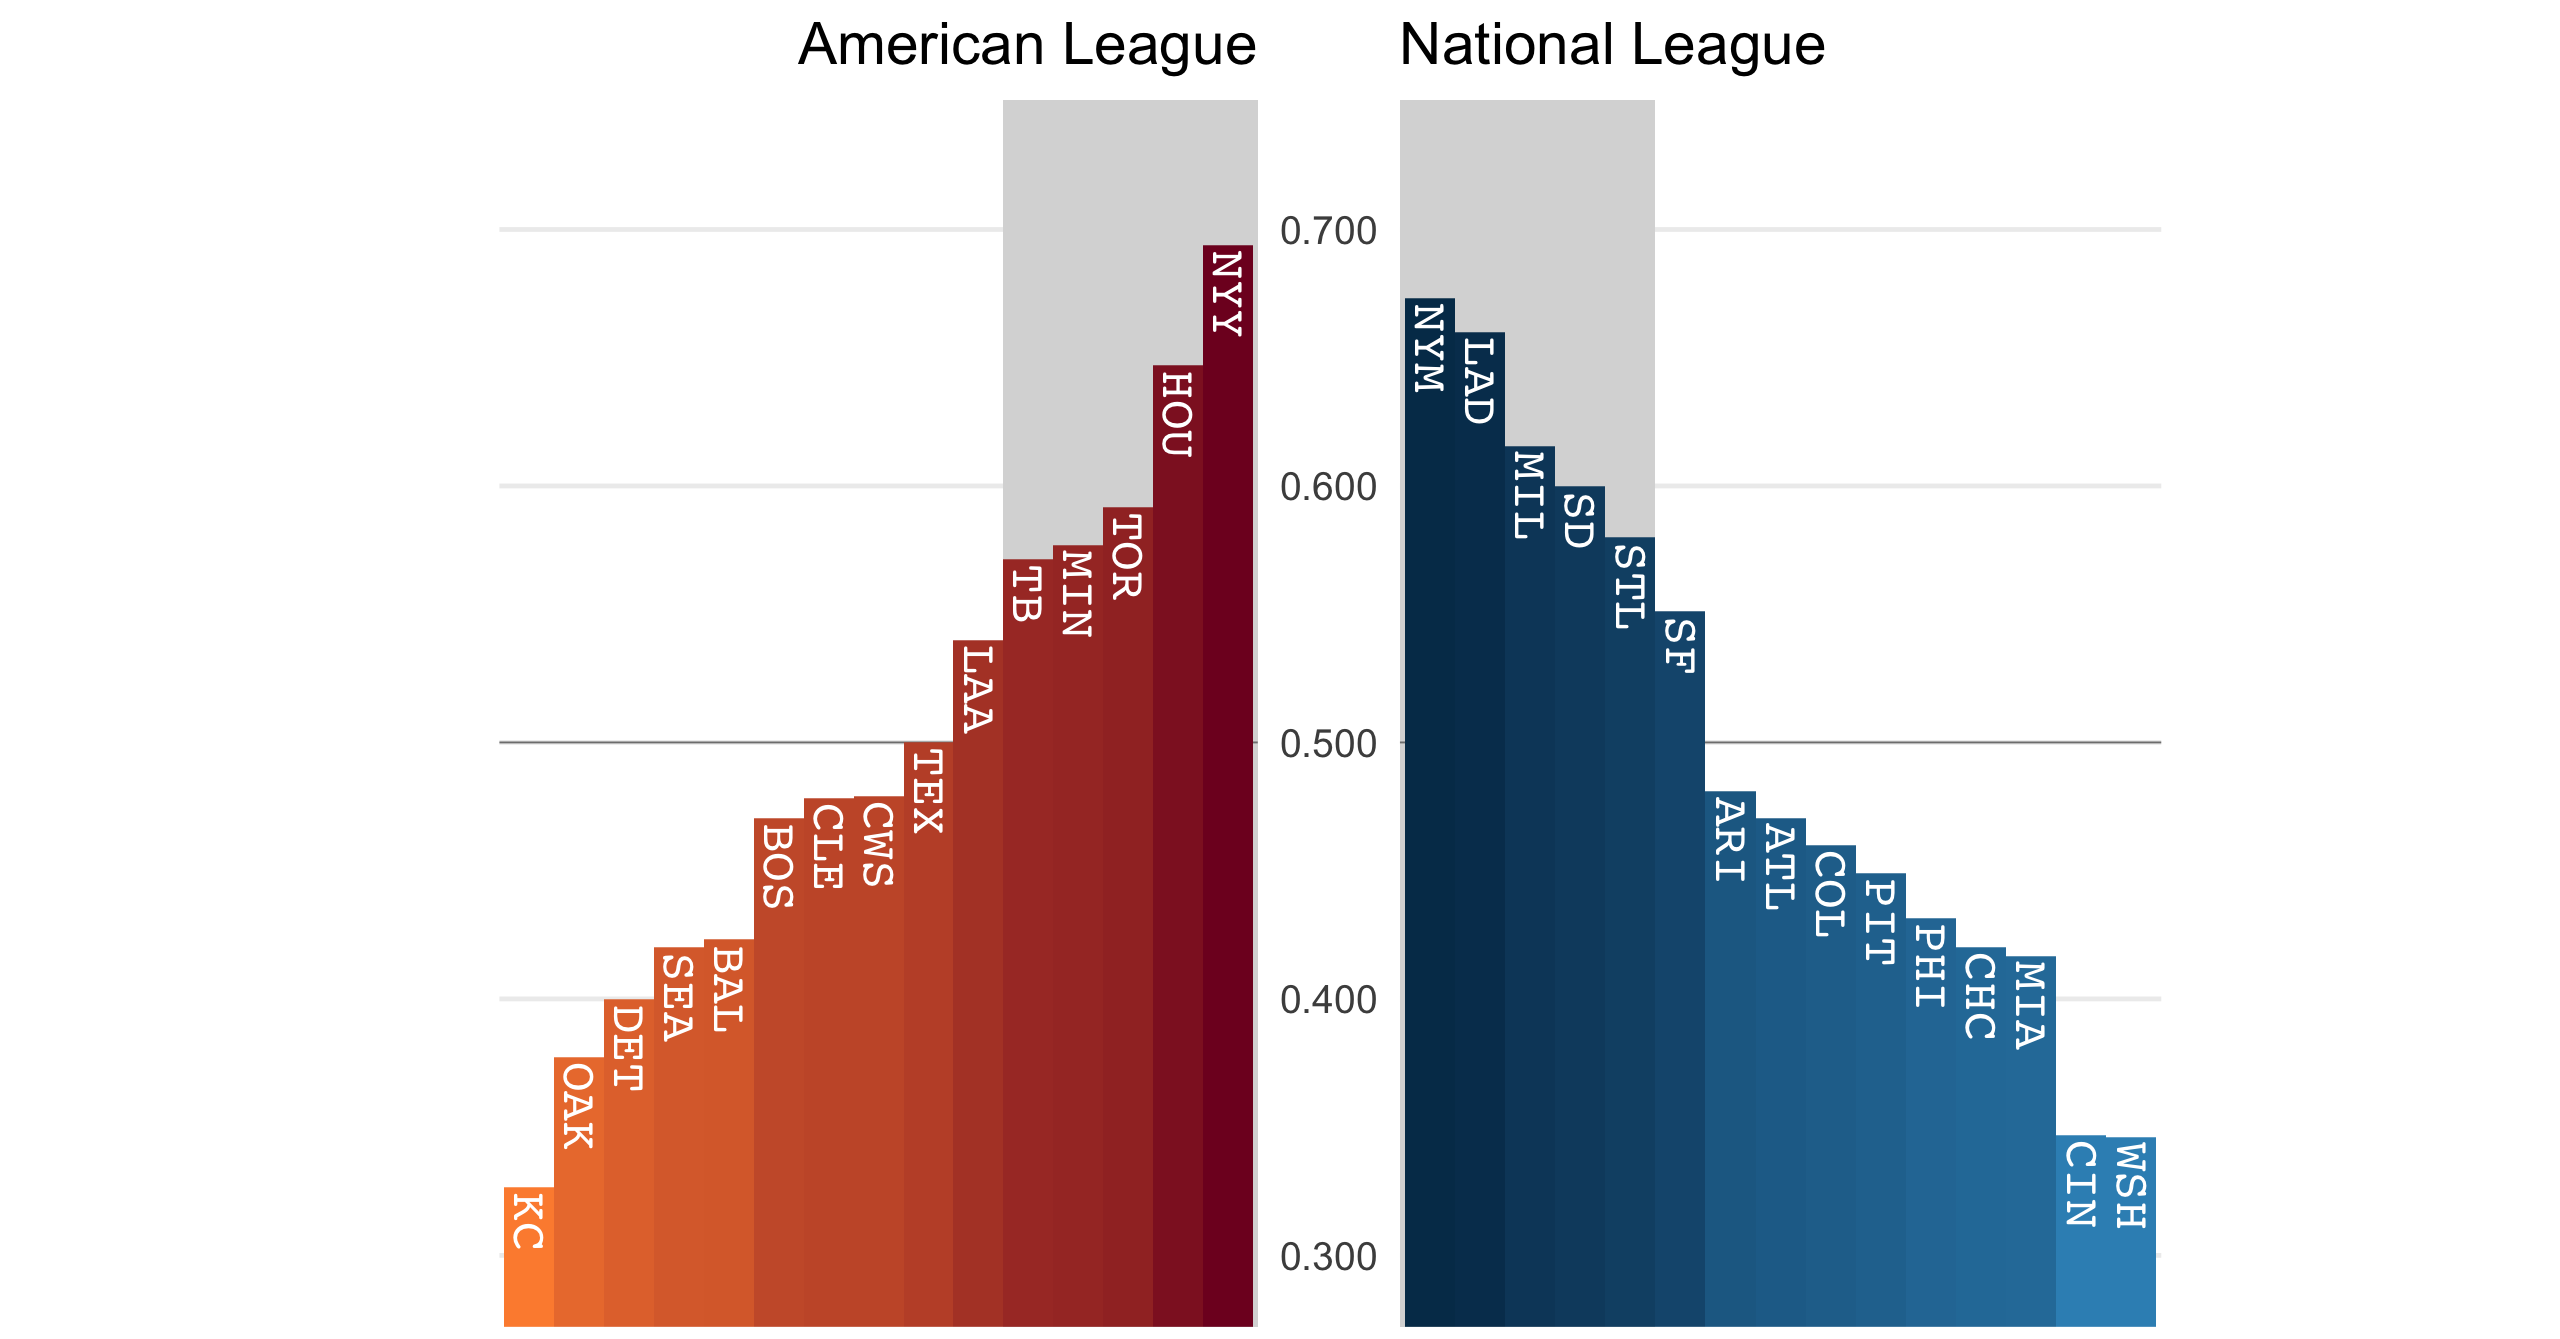 American League
National League
0.700
0.600
0.500
0.400
0.300
KC
OAK
DET
SEA
BAL
BOS
CLE
CWS
TEX
LAA
TB
MIN
TOR
HOU
NYY
NYM
LAD
MIL
SD
STL
SF
ARI
ATL
COL
PIT
PHI
CHC
MIA
CIN
WSH